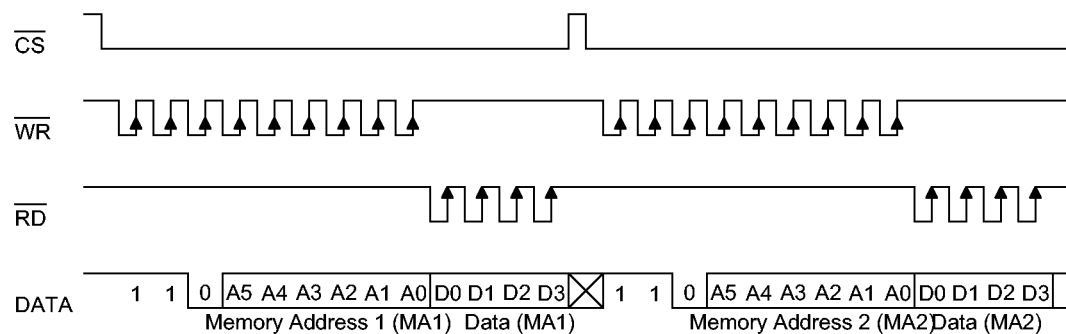 CS
WR
RD
DATA 1 1 0 A5 A4 A3 A2 A1 A0 D0 D1 D2 D3 1 1 0 A5 A4 A3 A2 A1 A0 D0 D1 D2 D3
Memory Address 1 (MA1) Data (MA1) Memory Address 2 (MA2) Data (MA2)